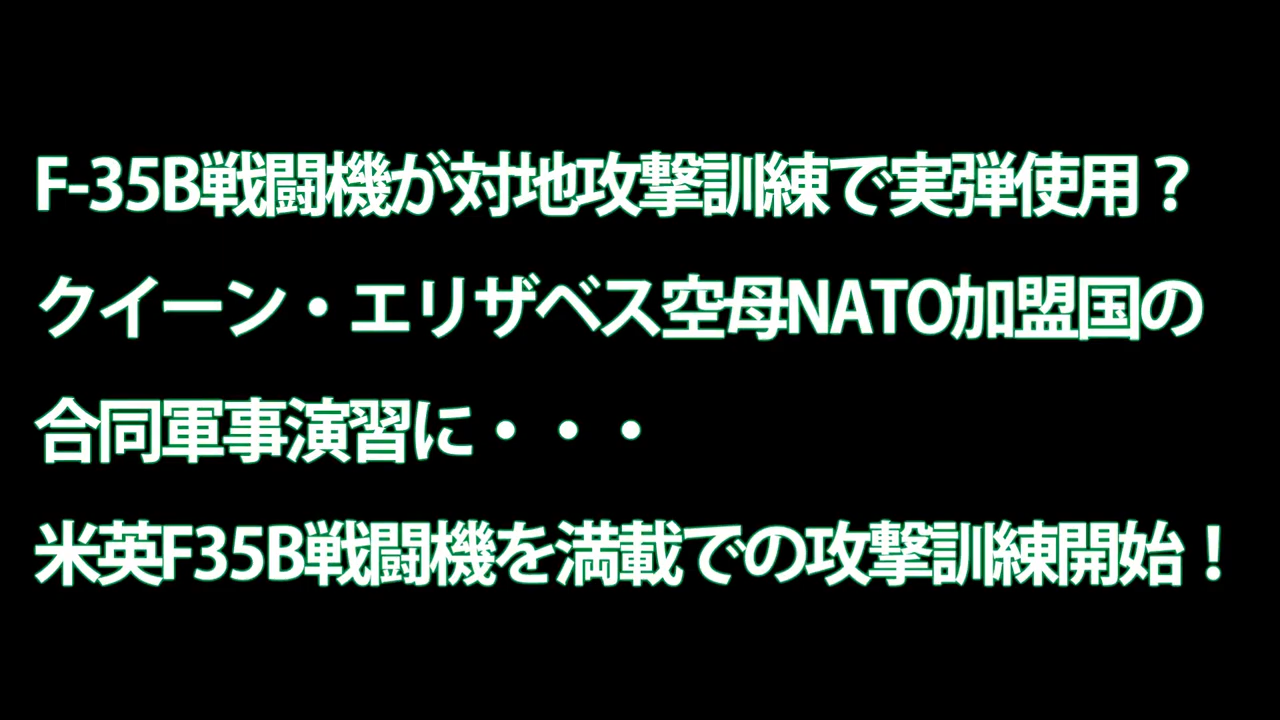 F-35B戦闘機が対地攻撃訓練で実弾使用？
クイーン・エリザベス空母NATO加盟国の
合同軍事演習に・・・
米英F35B戦闘機を満載での攻撃訓練開始！